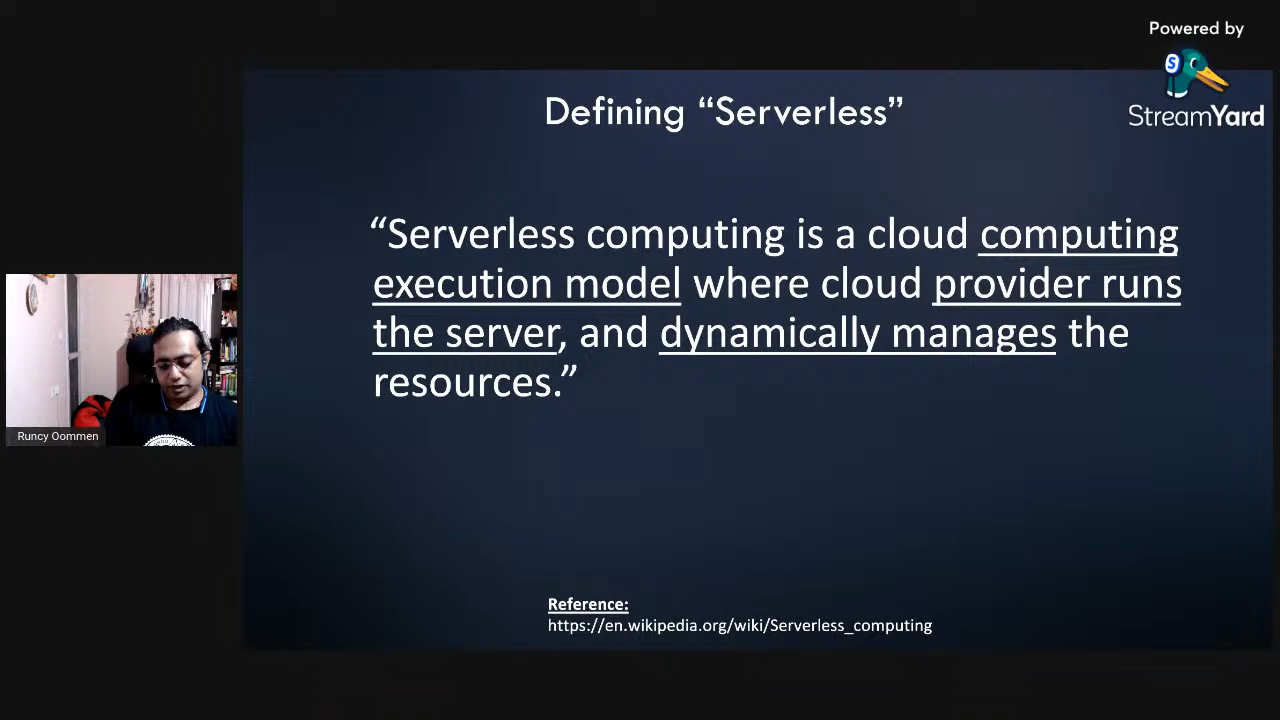 Powered by
StreamYard
Defining “Serverless”
“Serverless computing is a cloud computing
execution model where cloud provider runs
the server, and dynamically manages the
resources.”
Runcy Oommen
Reference:
https://en.wikipedia.org/wiki/Serverless_computing